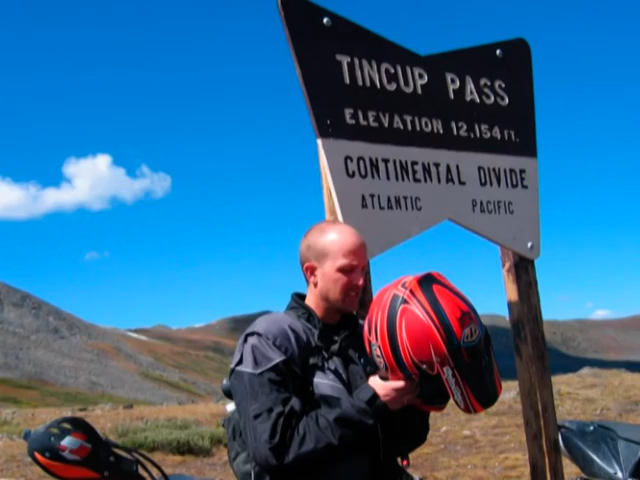 TINCUP PASS
ELEVATION 12,154 FT.
CONTINENTAL DIVIDE
ATLANTIC PACIFIC